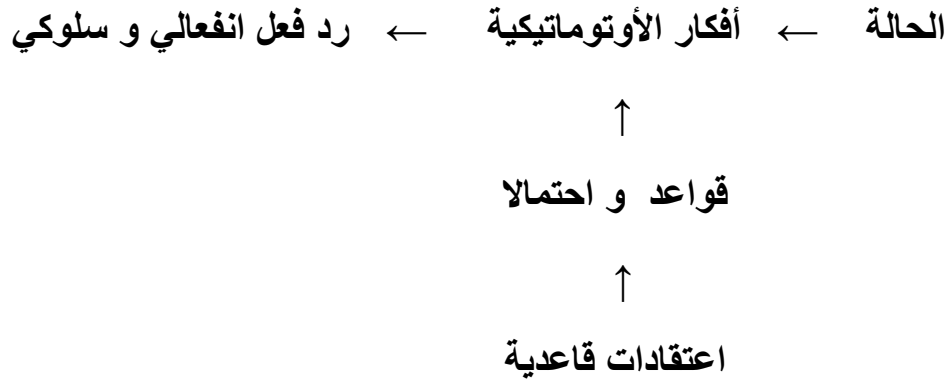 الحالة ← أفكار الأوتوماتيكية ← رد فعل انفعالي و سلوكي
↑
قواعد و احتمالا
↑
اعتقادات قاعدية